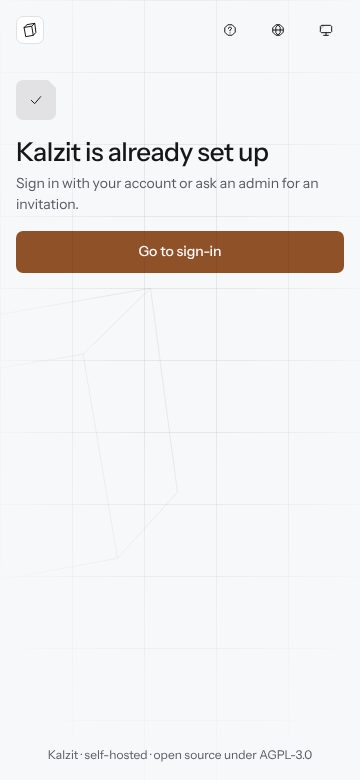 Kalzit is already set up
Sign in with your account or ask an admin for an
invitation.
Go to sign-in
Kalzit · self-hosted · open source under AGPL-3.0